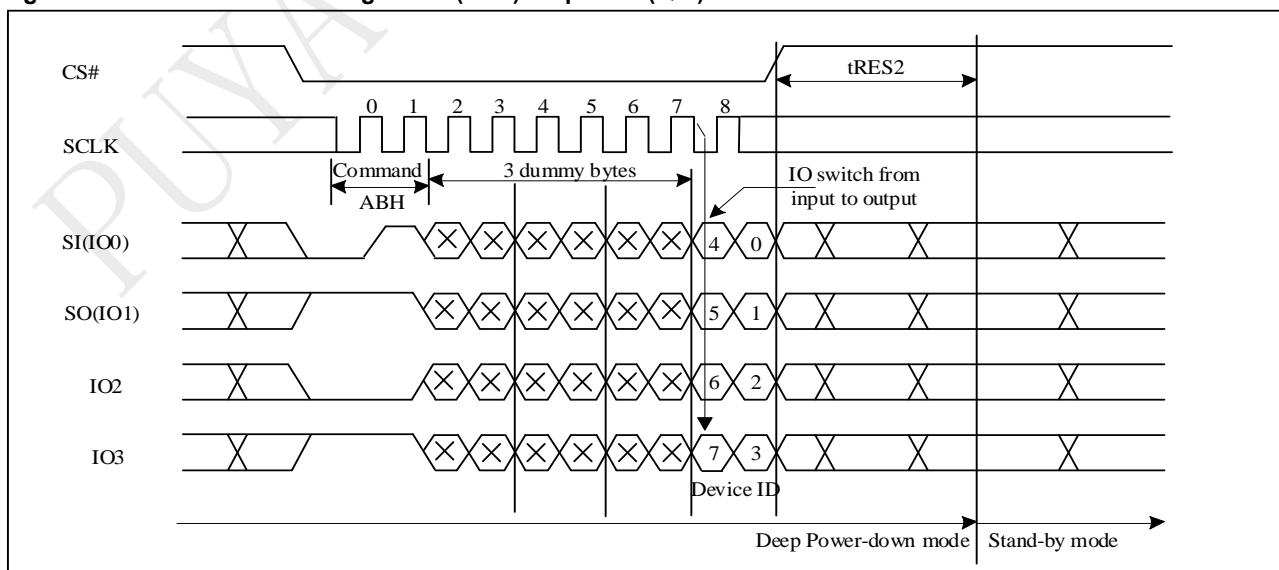 PUYA
CS#
tRES2
0 1 2 3 4 5 6 7 8
SCLK
Command
ABH
3 dummy bytes
IO switch from
input to output
SI(IO0)
4 0
SO(IO1)
5 1
IO2
6 2
IO3
7 3
Device ID
Deep Power-down mode
Stand-by mode